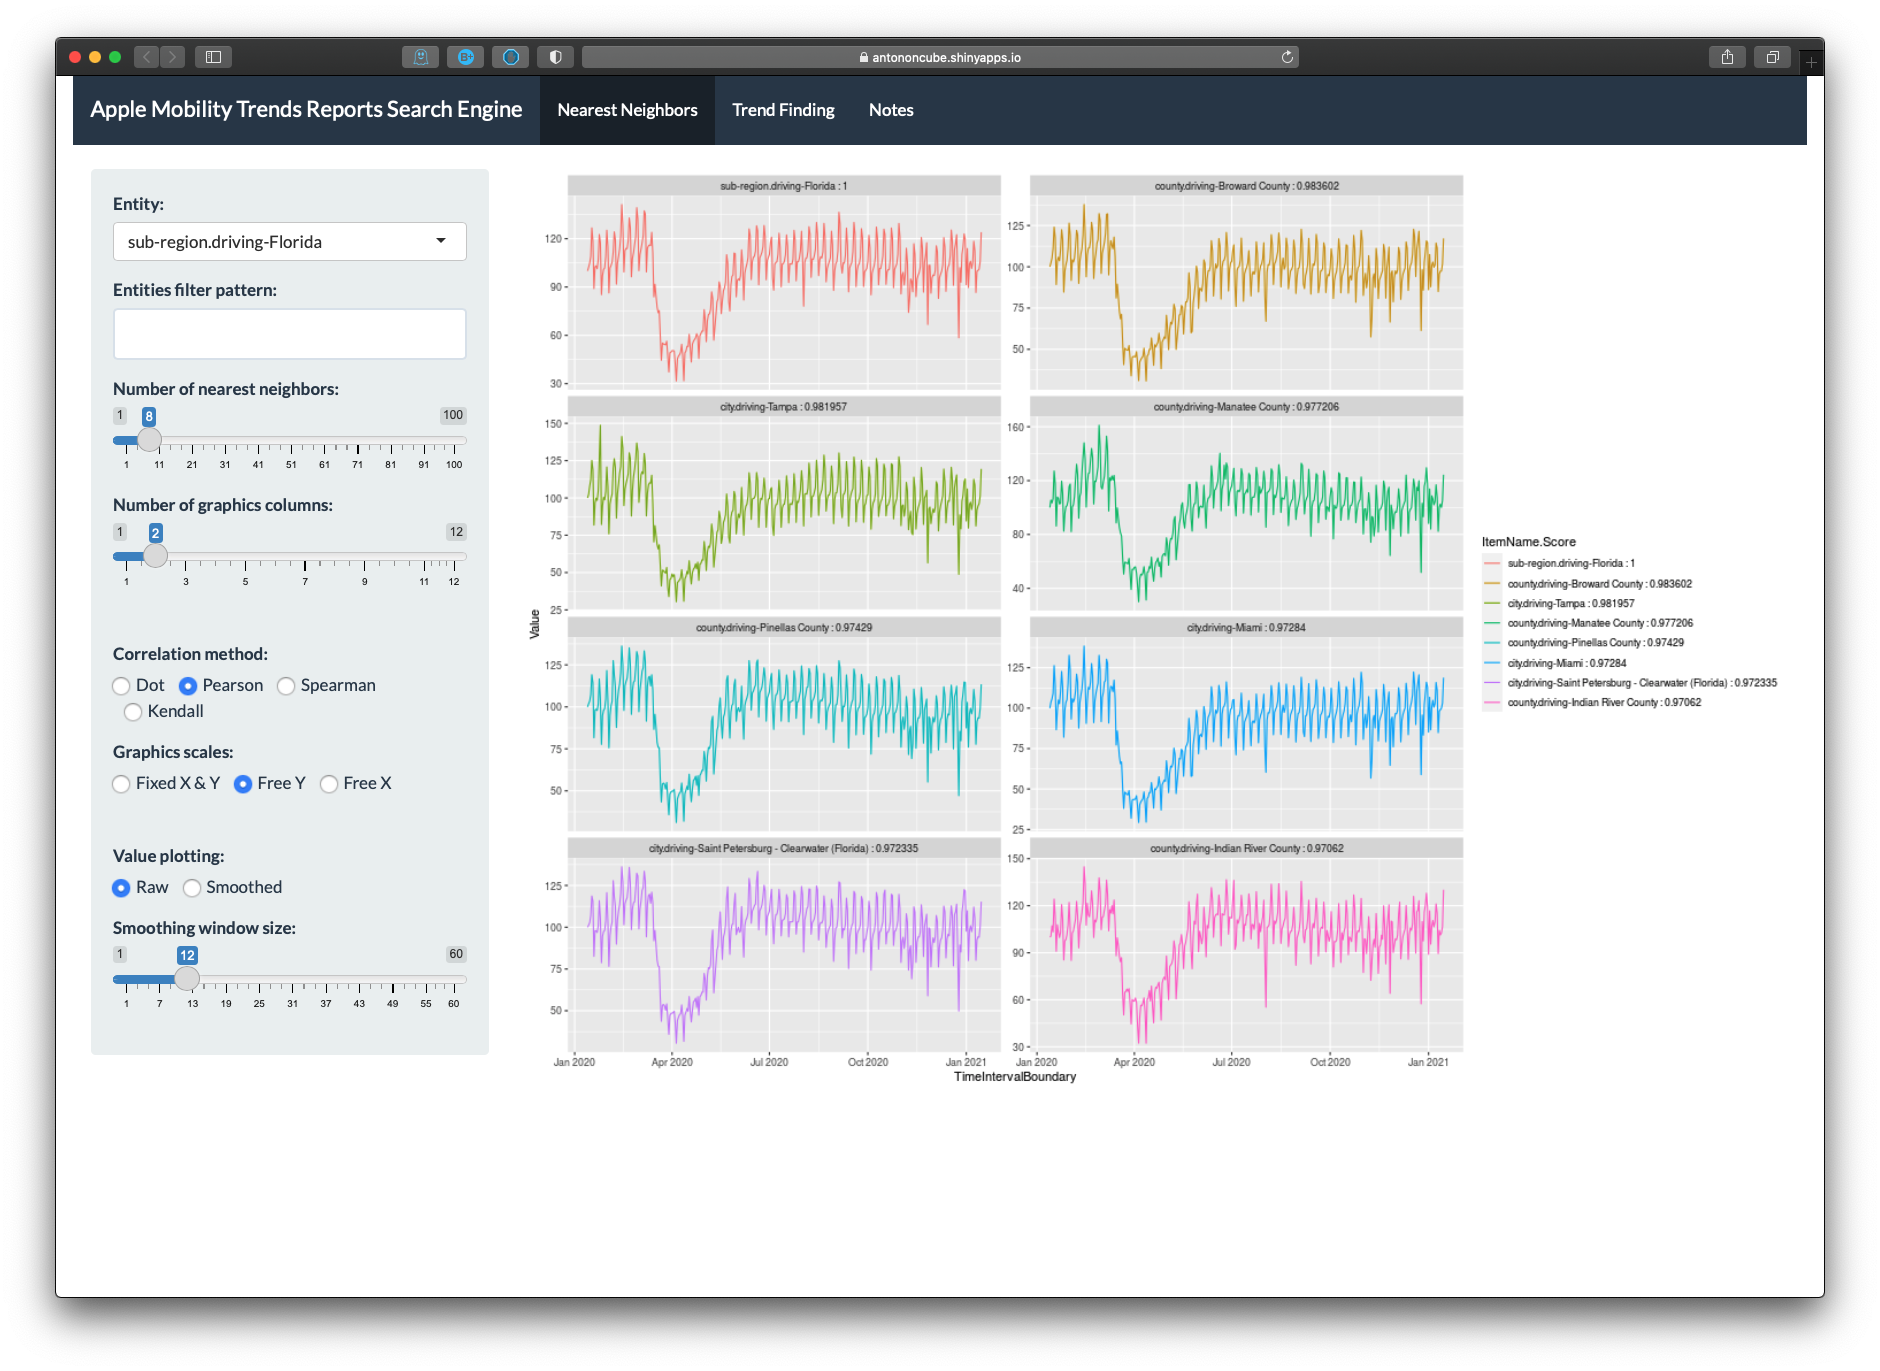 antononcube.shinyapps.io
Apple Mobility Trends Reports Search Engine
Nearest Neighbors
Trend Finding
Notes
Entity:
sub-region.driving-Florida
Entities filter pattern:
Number of nearest neighbors:
1 8 100
1 11 21 31 41 51 61 71 81 91 100
Number of graphics columns:
1 2 12
1 3 5 7 9 11 12
Correlation method:
Dot Pearson Spearman
Kendall
Graphics scales:
Fixed X & Y Free Y Free X
Value plotting:
Raw Smoothed
Smoothing window size:
1 12 60
1 7 13 19 25 31 37 43 49 55 60
Value
sub-region.driving-Florida : 1
120
90
60
30
county.driving-Broward County : 0.983602
125
100
75
50
city.driving-Tampa : 0.981957
150
125
100
75
50
25
county.driving-Manatee County : 0.977206
160
120
80
40
county.driving-Pinellas County : 0.97429
125
100
75
50
city.driving-Miami : 0.97284
125
100
75
50
25
city.driving-Saint Petersburg - Clearwater (Florida) : 0.972335
125
100
75
50
county.driving-Indian River County : 0.97062
150
120
90
60
30
Jan 2020 Apr 2020 Jul 2020 Oct 2020 Jan 2021
Jan 2020 Apr 2020 Jul 2020 Oct 2020 Jan 2021
TimeIntervalBoundary
ItemName.Score
sub-region.driving-Florida : 1
county.driving-Broward County : 0.983602
city.driving-Tampa : 0.981957
county.driving-Manatee County : 0.977206
county.driving-Pinellas County : 0.97429
city.driving-Miami : 0.97284
city.driving-Saint Petersburg - Clearwater (Florida) : 0.972335
county.driving-Indian River County : 0.97062